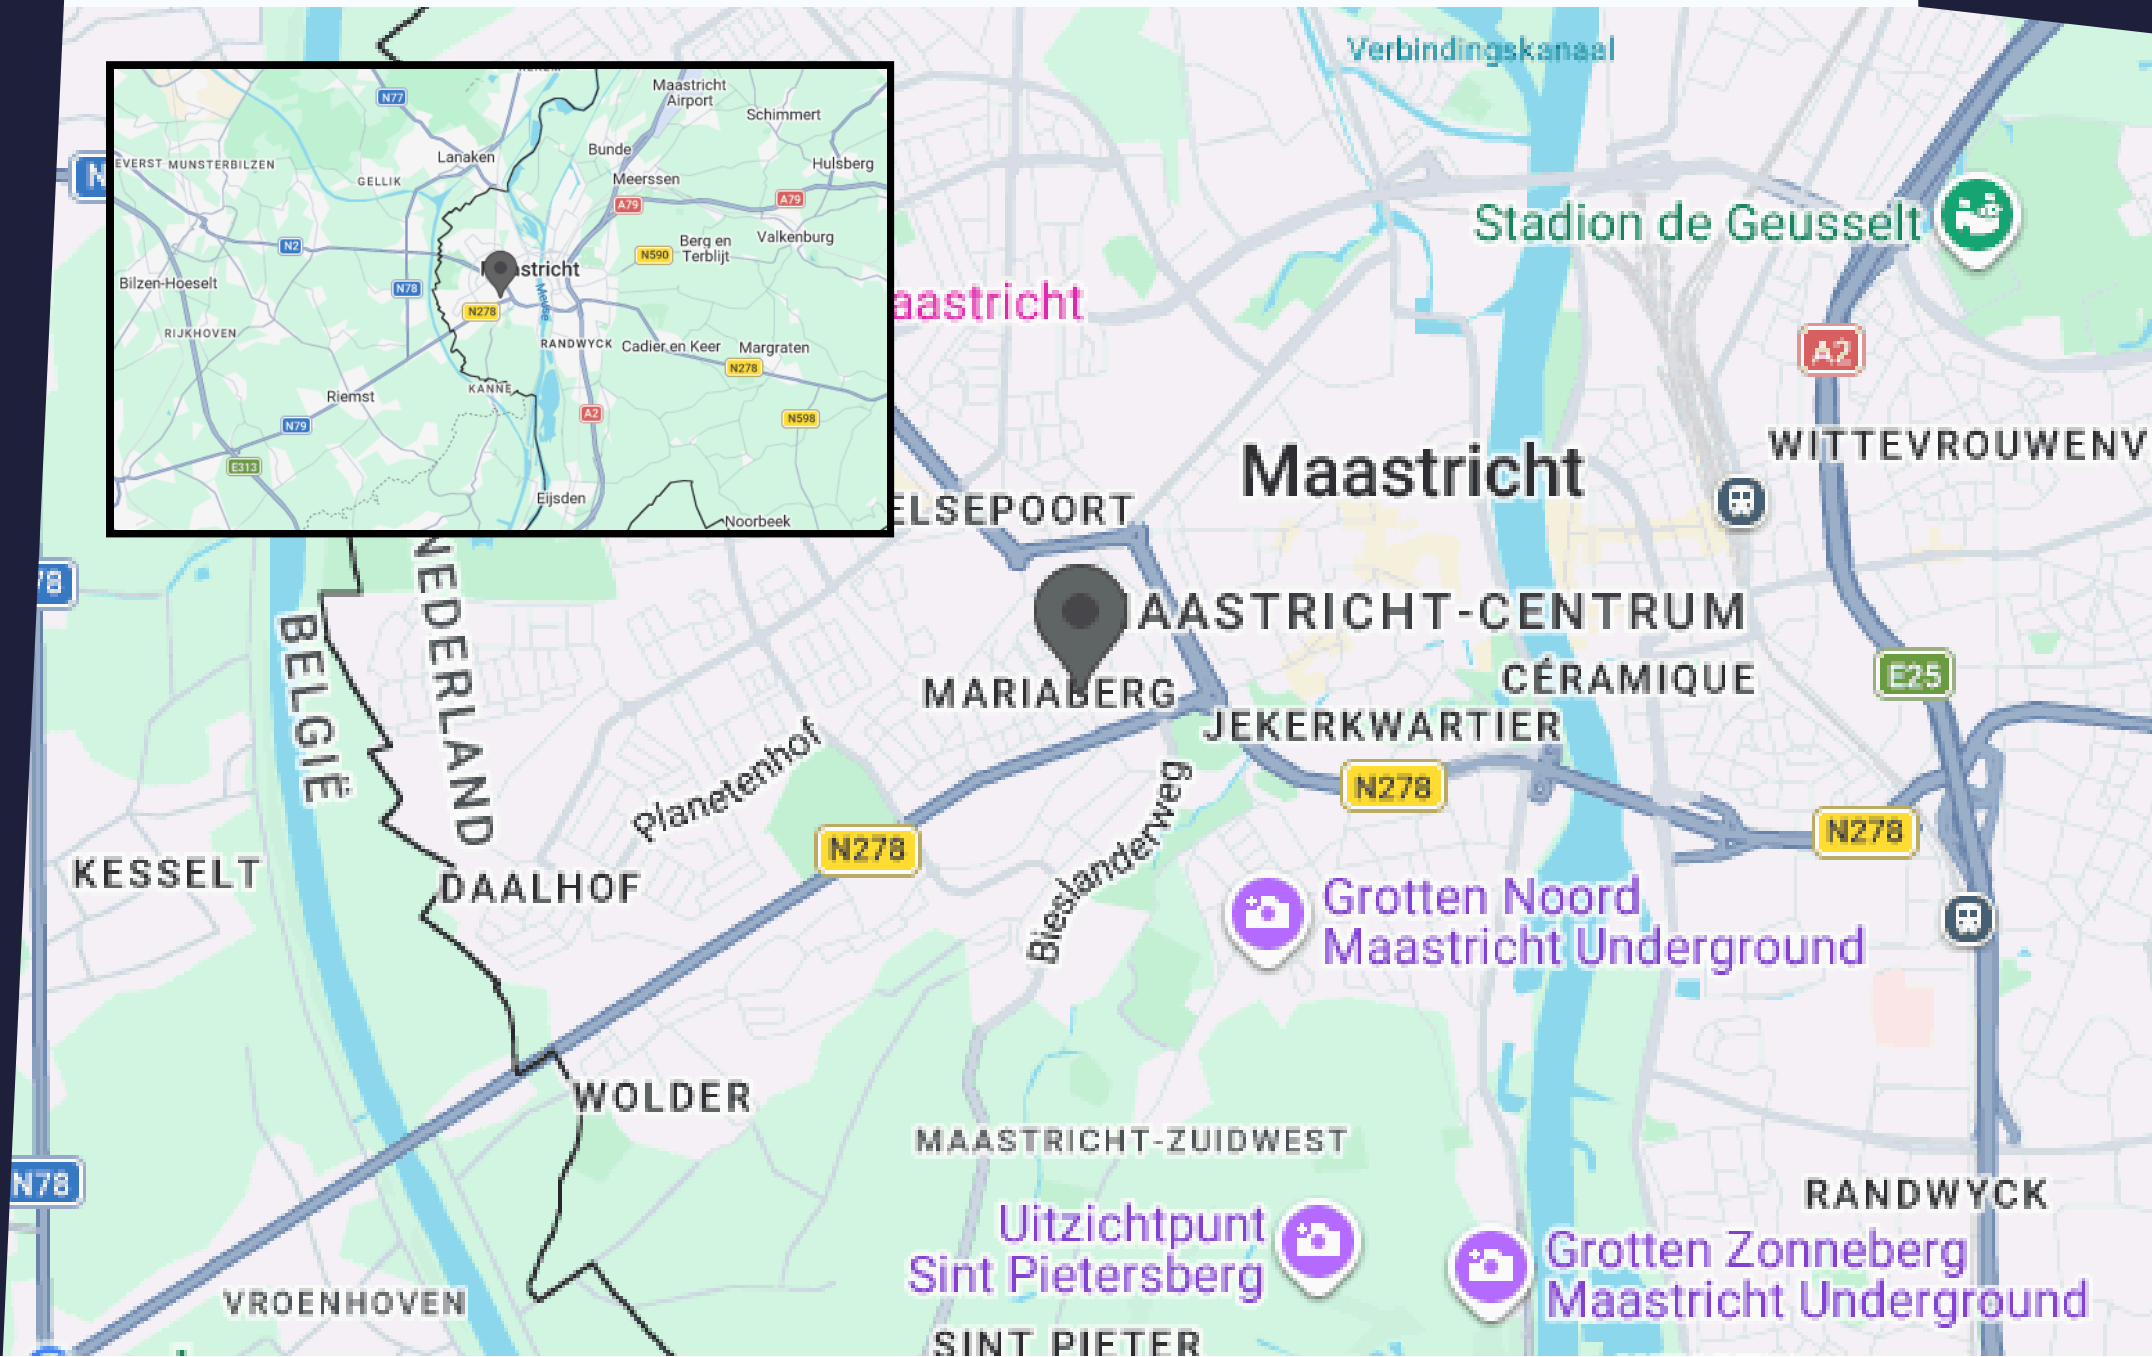 Verbindingskanaal
Maastricht
Airport
Schimmert
N77
Bunde
Lanaken
Hulsberg
EVERST
MUNSTERBILZEN
GELLIK
Meerssen
A79
A79
Stadion de Geusselt
N2
N590
Berg en
Terblijt
Valkenburg
Bilzen-Hoeselt
N78
astricht
Meuse
N278
aastricht
RIJKHOVEN
RANDWYCK
Cadier en Keer
Margraten
A2
N278
KANNE
Riemst
N79
A2
N598
WITTEVROUWENV
E313
Maastricht
Eijsden
Noorbeek
ELSEPOORT
78
NEDERLAND
BELGIË
AASTRICHT-CENTRUM
MARIABERG
CÉRAMIQUE
E25
JEKERKWARTIER
Planetenhof
N278
N278
N278
Bieslanderweg
KESSELT
DAALHOF
Grotten Noord
Maastricht Underground
WOLDER
MAASTRICHT-ZUIDWEST
N78
RANDWYCK
Uitzichtpunt
Sint Pietersberg
Grotten Zonneberg
Maastricht Underground
VROENHOVEN
SINT PIETER